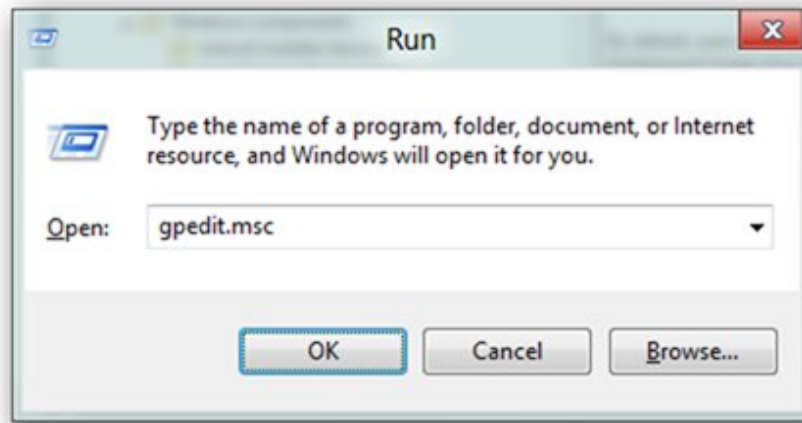 Run
Type the name of a program, folder, document, or Internet
resource, and Windows will open it for you.
Open: gpedit.msc
OK Cancel Browse...